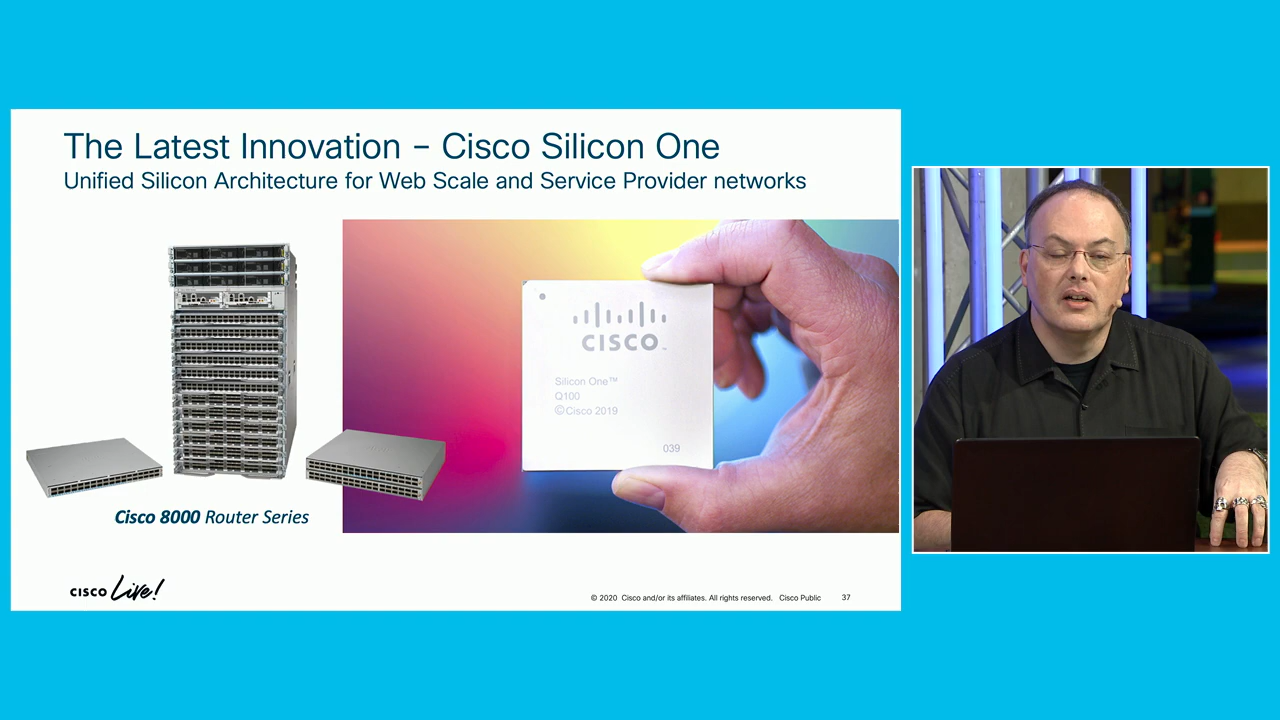 The Latest Innovation – Cisco Silicon One
Unified Silicon Architecture for Web Scale and Service Provider networks
CISCO™
Silicon One™
Q100
©Cisco 2019
039
Cisco 8000 Router Series
CISCO Live!
© 2020 Cisco and/or its affiliates. All rights reserved. Cisco Public 37